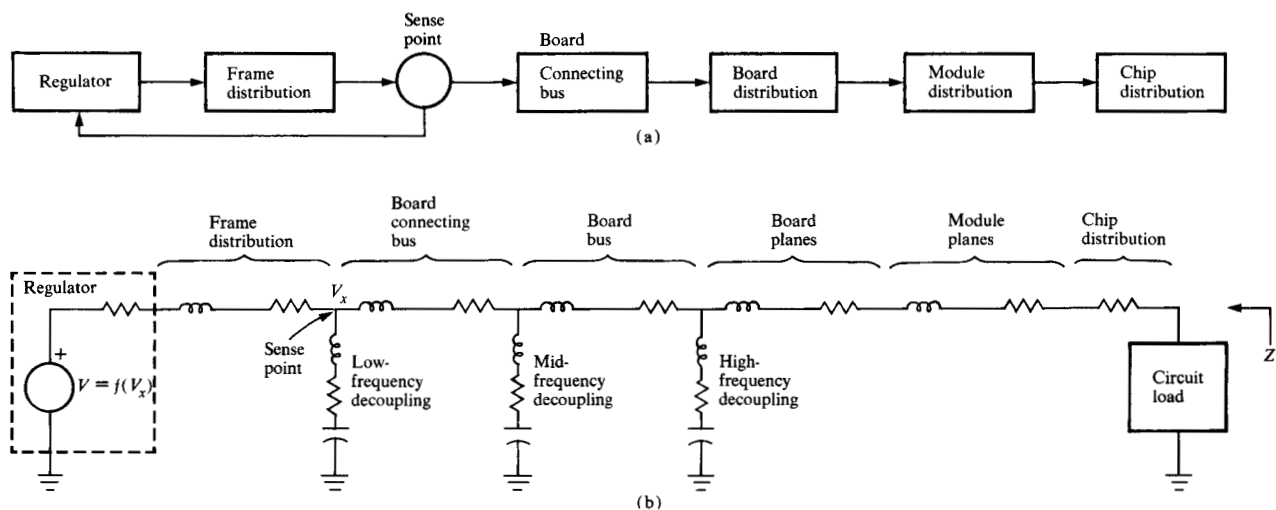 Sense
point
Board
Regulator
Frame
distribution
Connecting
bus
Board
distribution
Module
distribution
Chip
distribution
(a)
Frame
distribution
Board
connecting
bus
Board
bus
Board
planes
Module
planes
Chip
distribution
Regulator
Vx
Sense
point
+
V = f(Vx)
Low-
frequency
decoupling
Mid-
frequency
decoupling
High-
frequency
decoupling
Circuit
load
Z
(b)